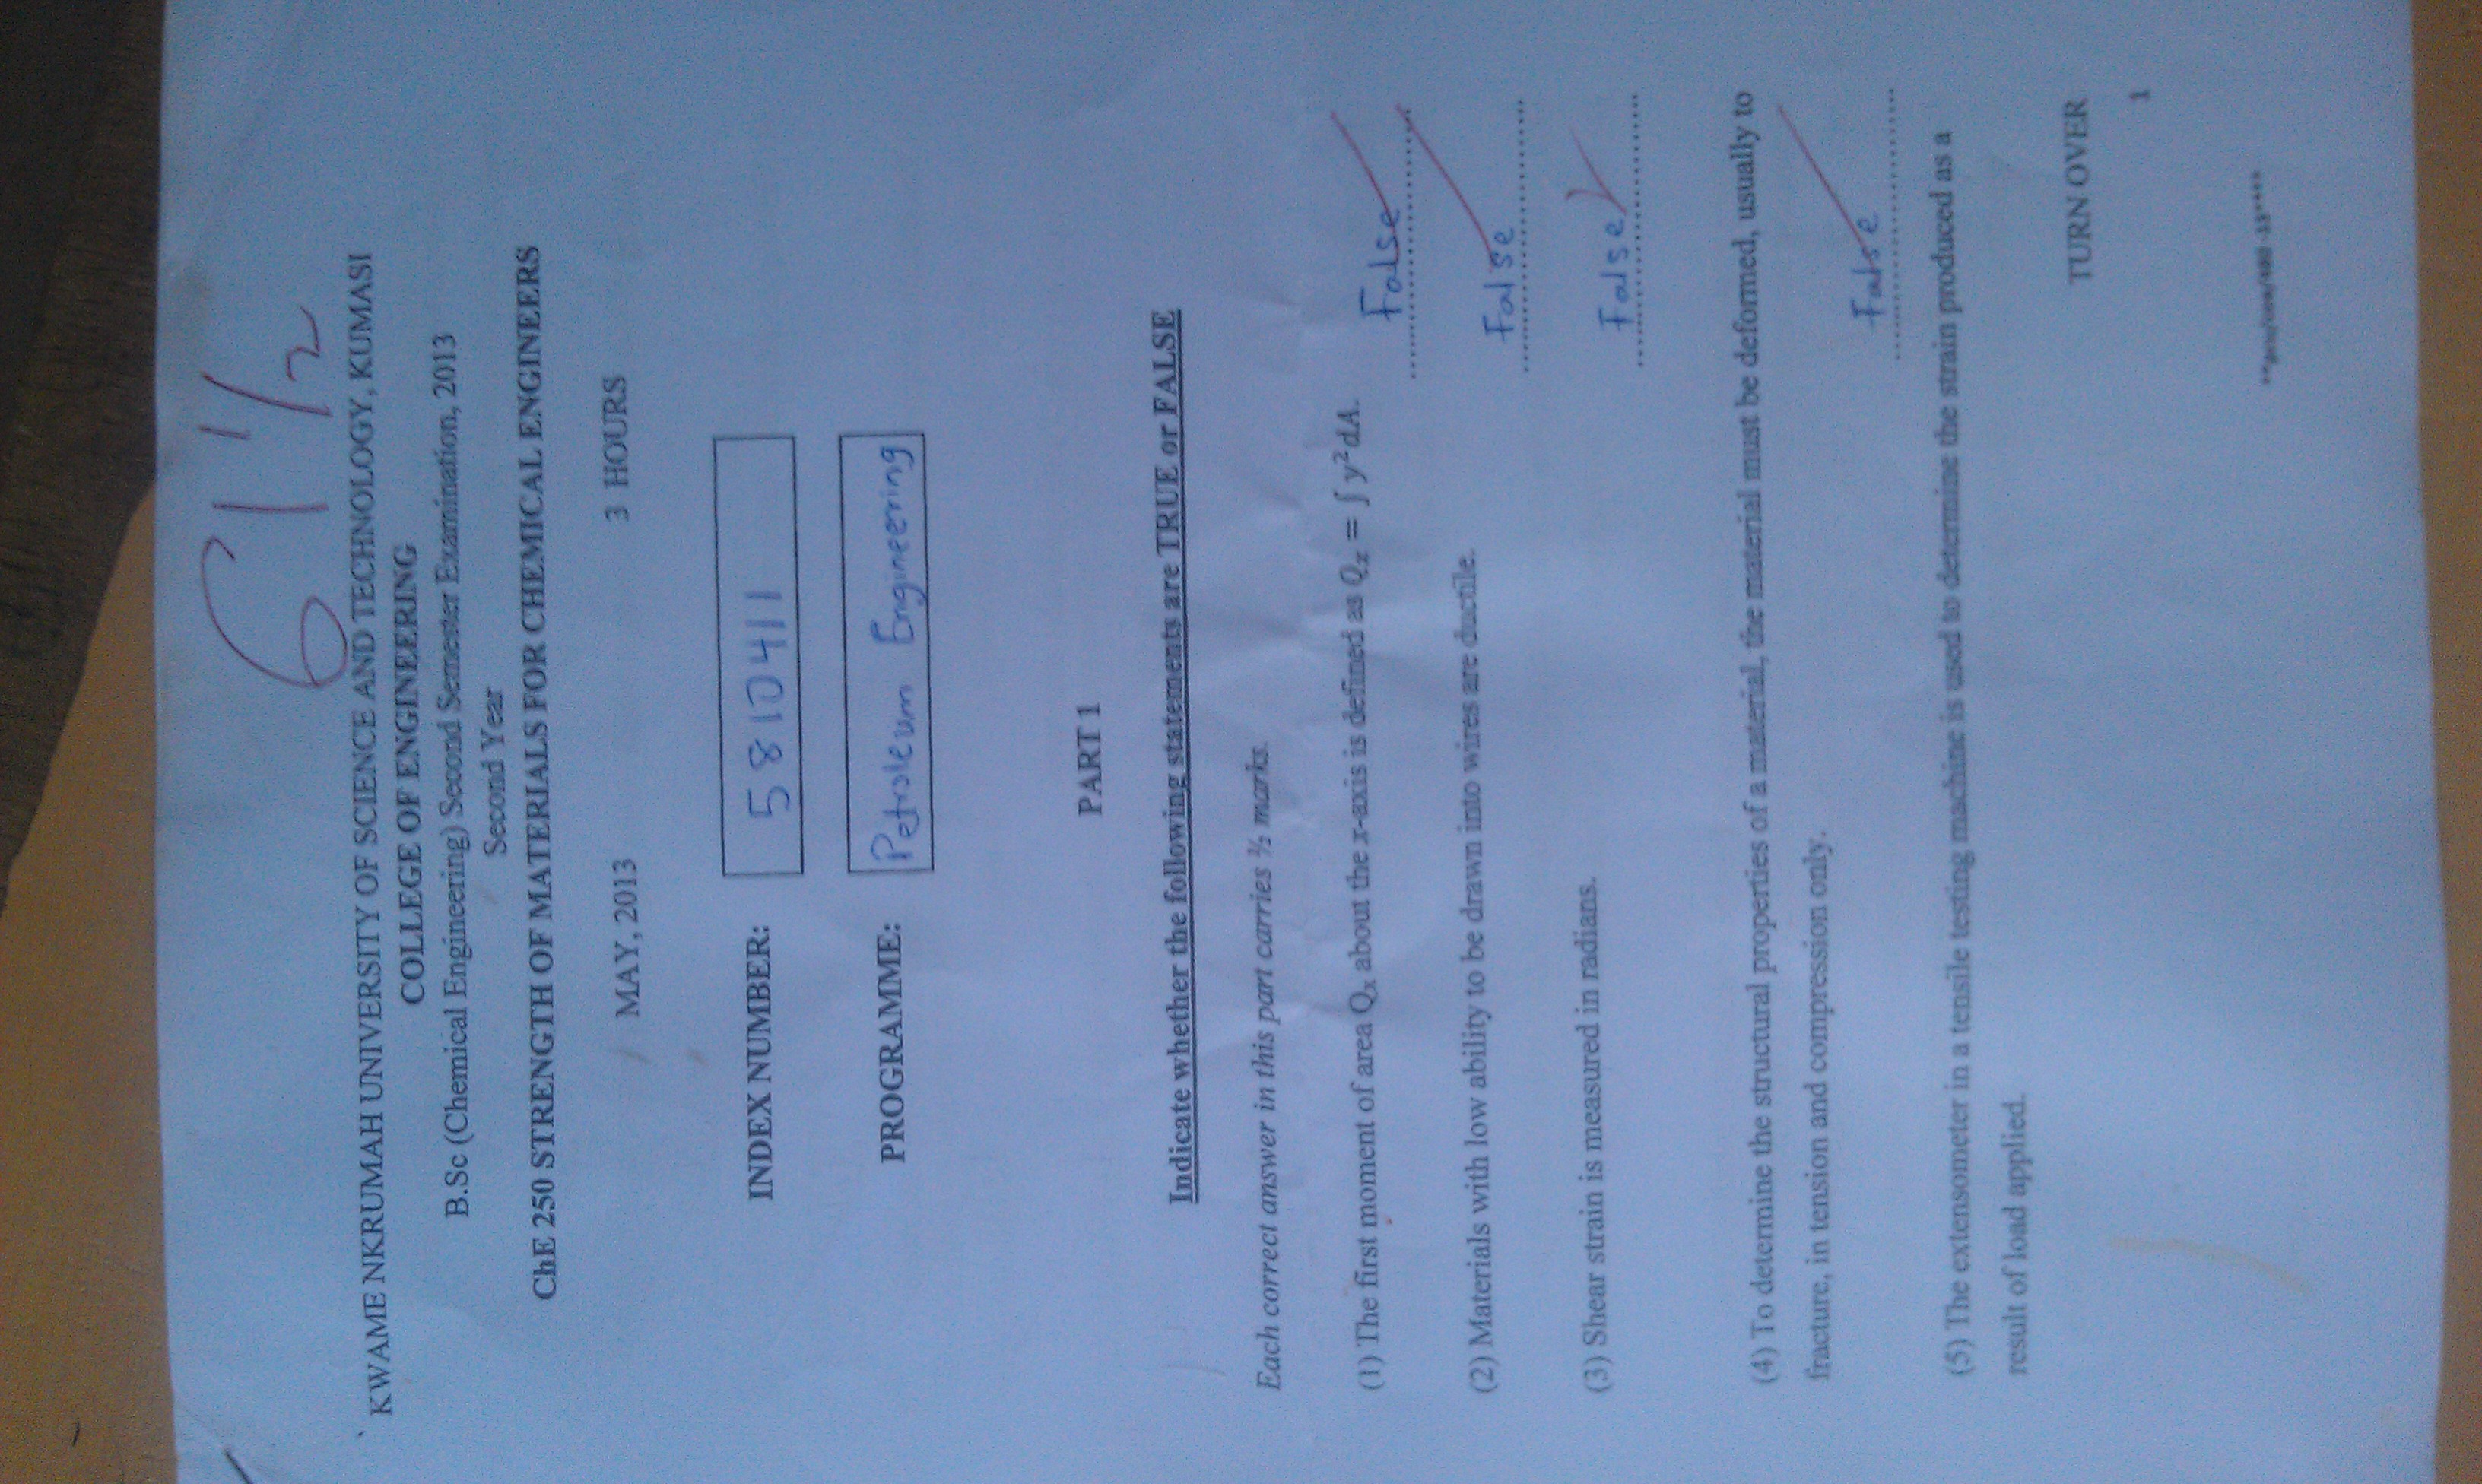 61 1/2
KWAME NKRUMAH UNIVERSITY OF SCIENCE AND TECHNOLOGY, KUMASI
COLLEGE OF ENGINEERING
B.Sc (Chemical Engineering) Second Semester Examination, 2013
Second Year
ChE 250 STRENGTH OF MATERIALS FOR CHEMICAL ENGINEERS
MAY, 2013 3 HOURS
INDEX NUMBER: 5810411
PROGRAMME: Petroleum Engineering
PART 1
Indicate whether the following statements are TRUE or FALSE
Each correct answer in this part carries ½ marks.
(1) The first moment of area Qₓ about the x-axis is defined as Qₓ = ∫ y²dA.
False
(2) Materials with low ability to be drawn into wires are ductile.
False
(3) Shear strain is measured in radians.
False
(4) To determine the structural properties of a material, the material must be deformed, usually to
fracture, in tension and compression only.
False
(5) The extensometer in a tensile testing machine is used to determine the strain produced as a
result of load applied.
TURN OVER
1